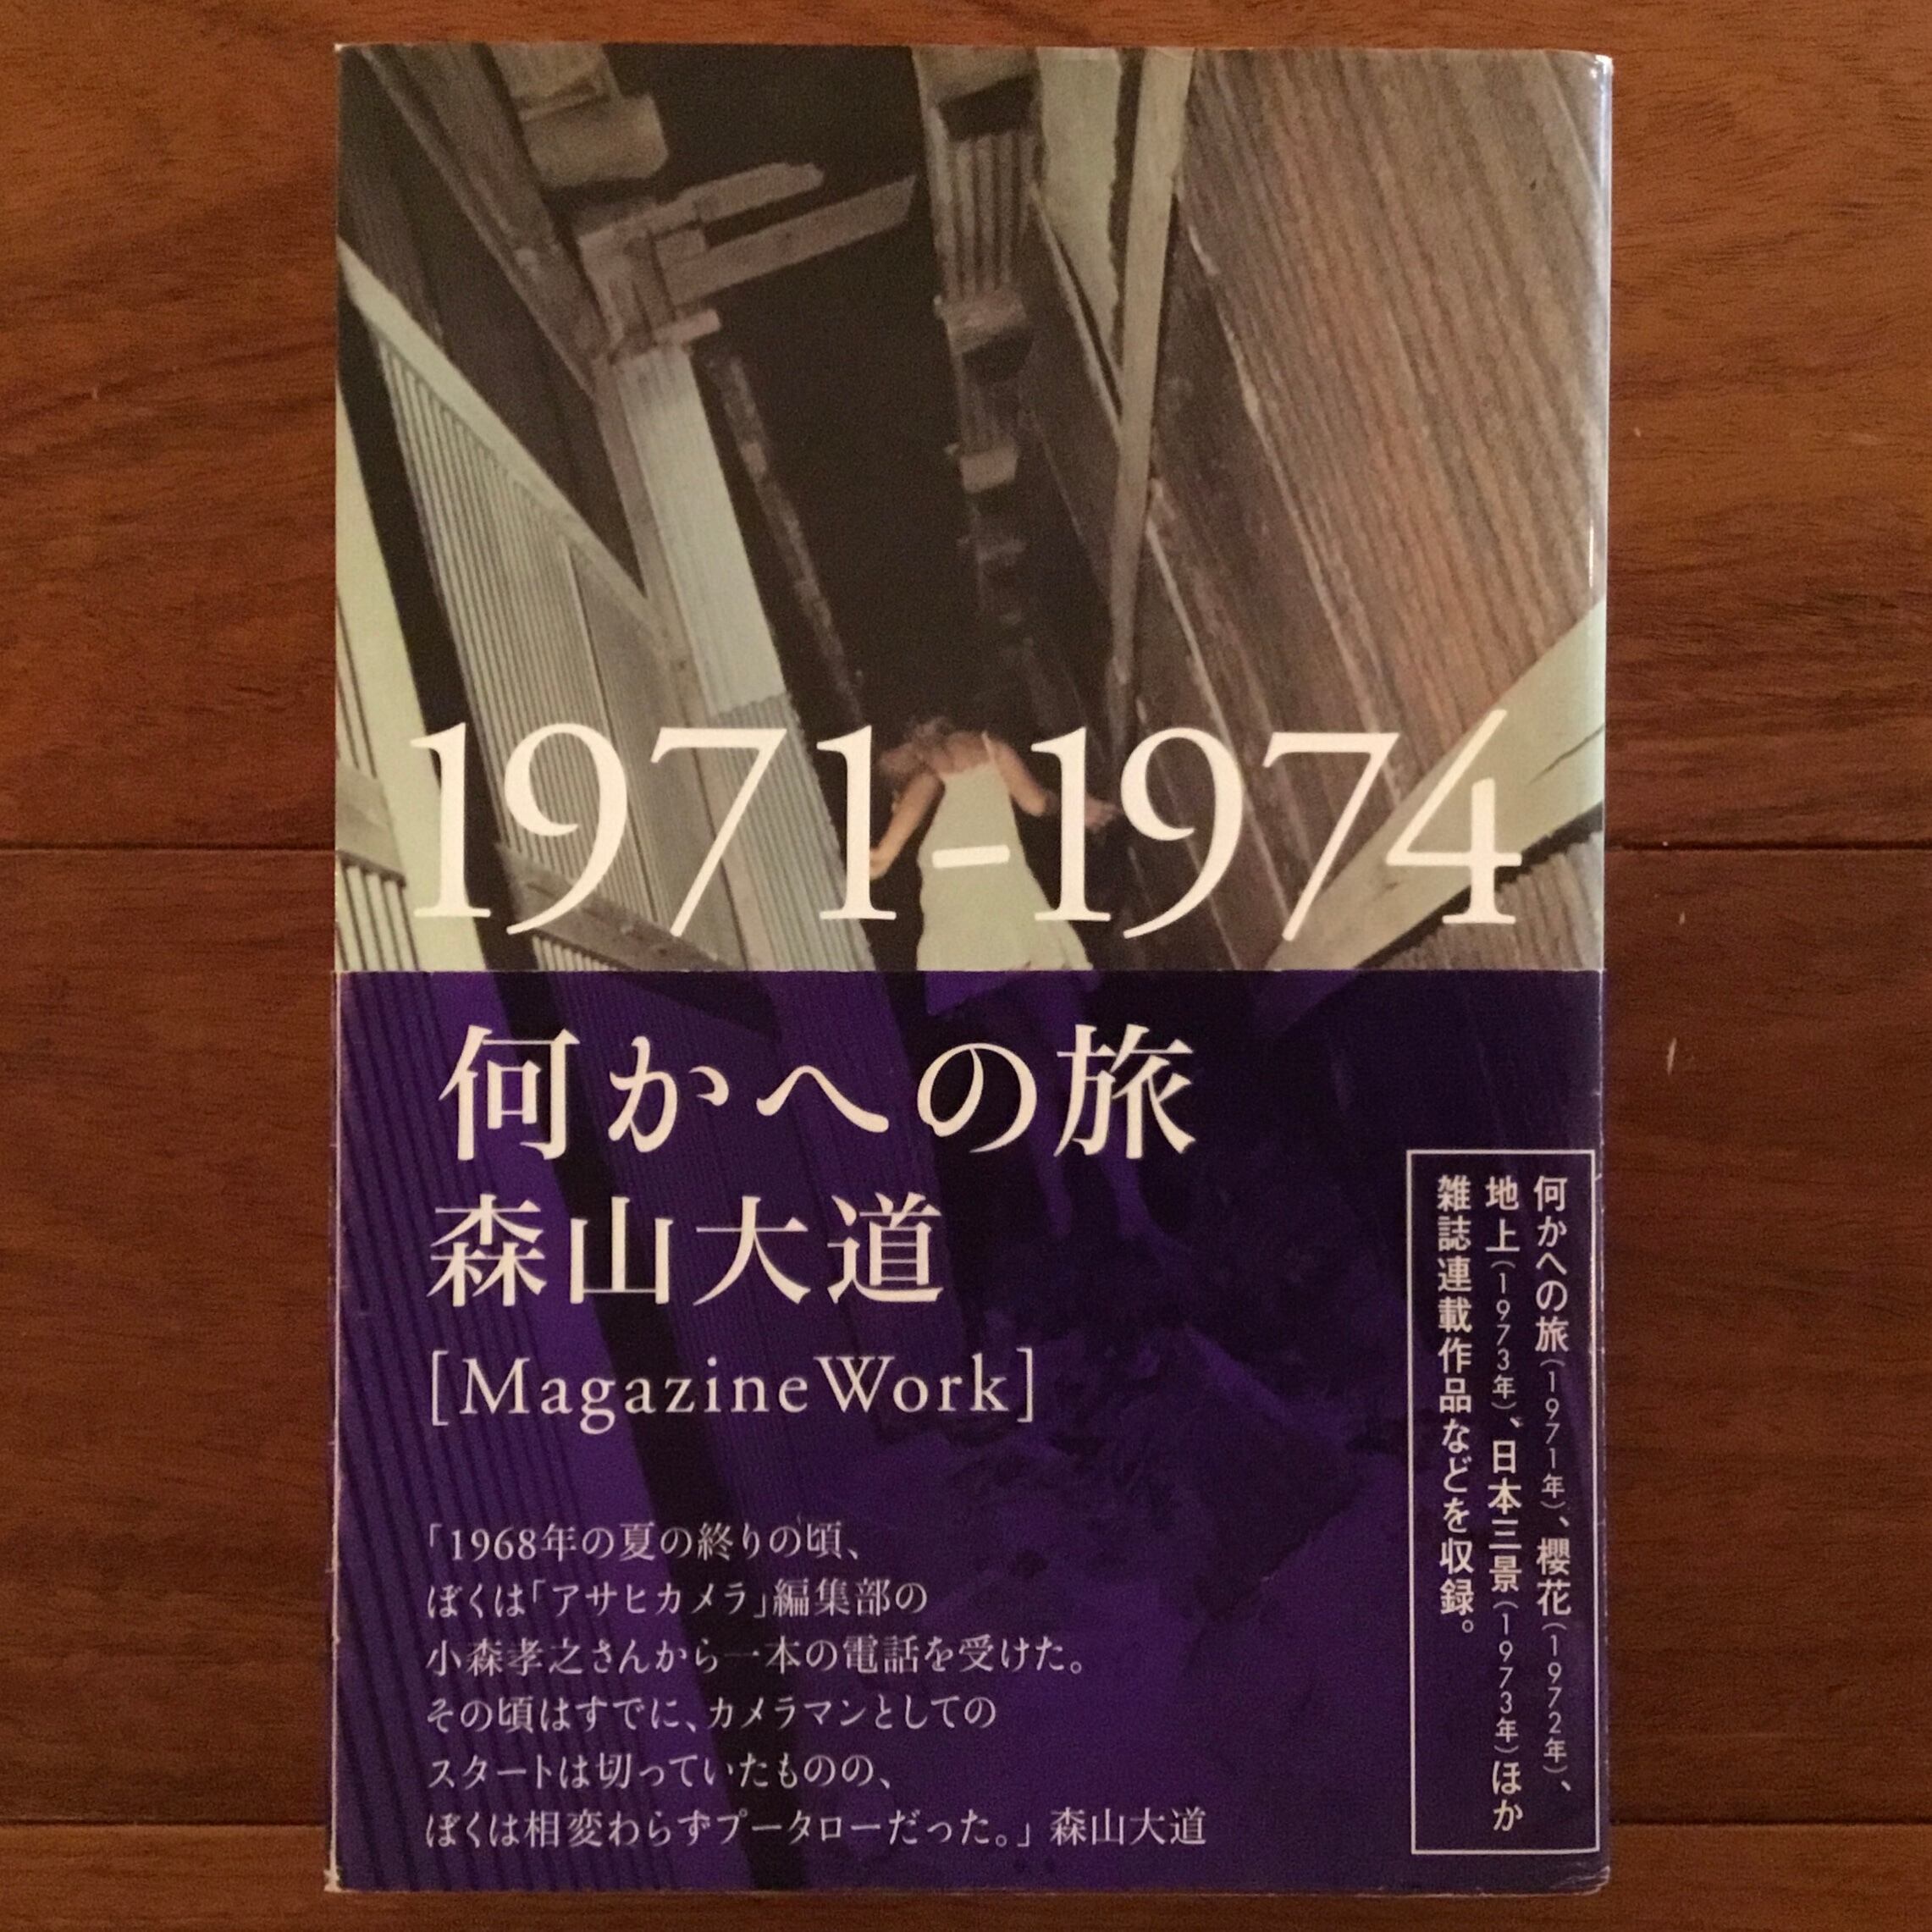 1971-1974
何かへの旅
森山大道
[Magazine Work]
「1968年の夏の終りの頃、
ぼくは「アサヒカメラ」編集部の
小森孝之さんから一本の電話を受けた。
その頃はすでに、カメラマンとしての
スタートは切っていたものの、
ぼくは相変わらずプータローだった。」 森山大道
何かへの旅(1971年)、櫻花(1972年)、
地上(1973年)、日本三景(1973年)ほか
雑誌連載作品などを収録。